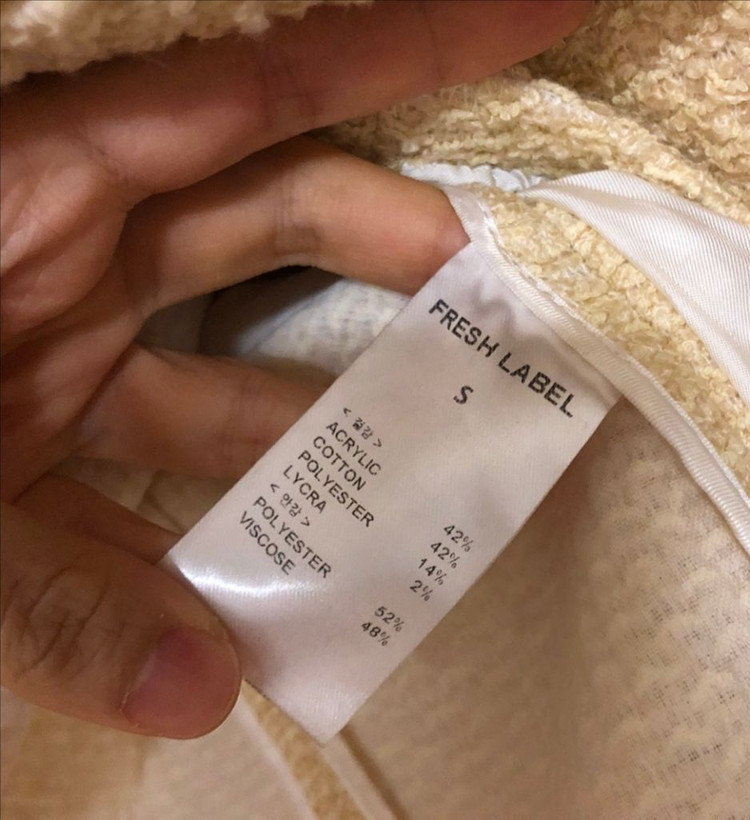 FRESH LABEL
S
< 겉감 >
ACRYLIC 42%
COTTON 42%
POLYESTER 14%
LYCRA 2%
< 안감 >
POLYESTER 52%
VISCOSE 48%